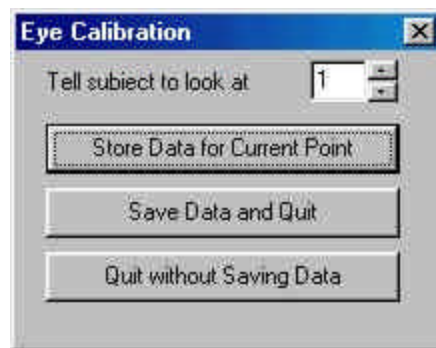 Eye Calibration
Tell subject to look at 1
Store Data for Current Point
Save Data and Quit
Quit without Saving Data